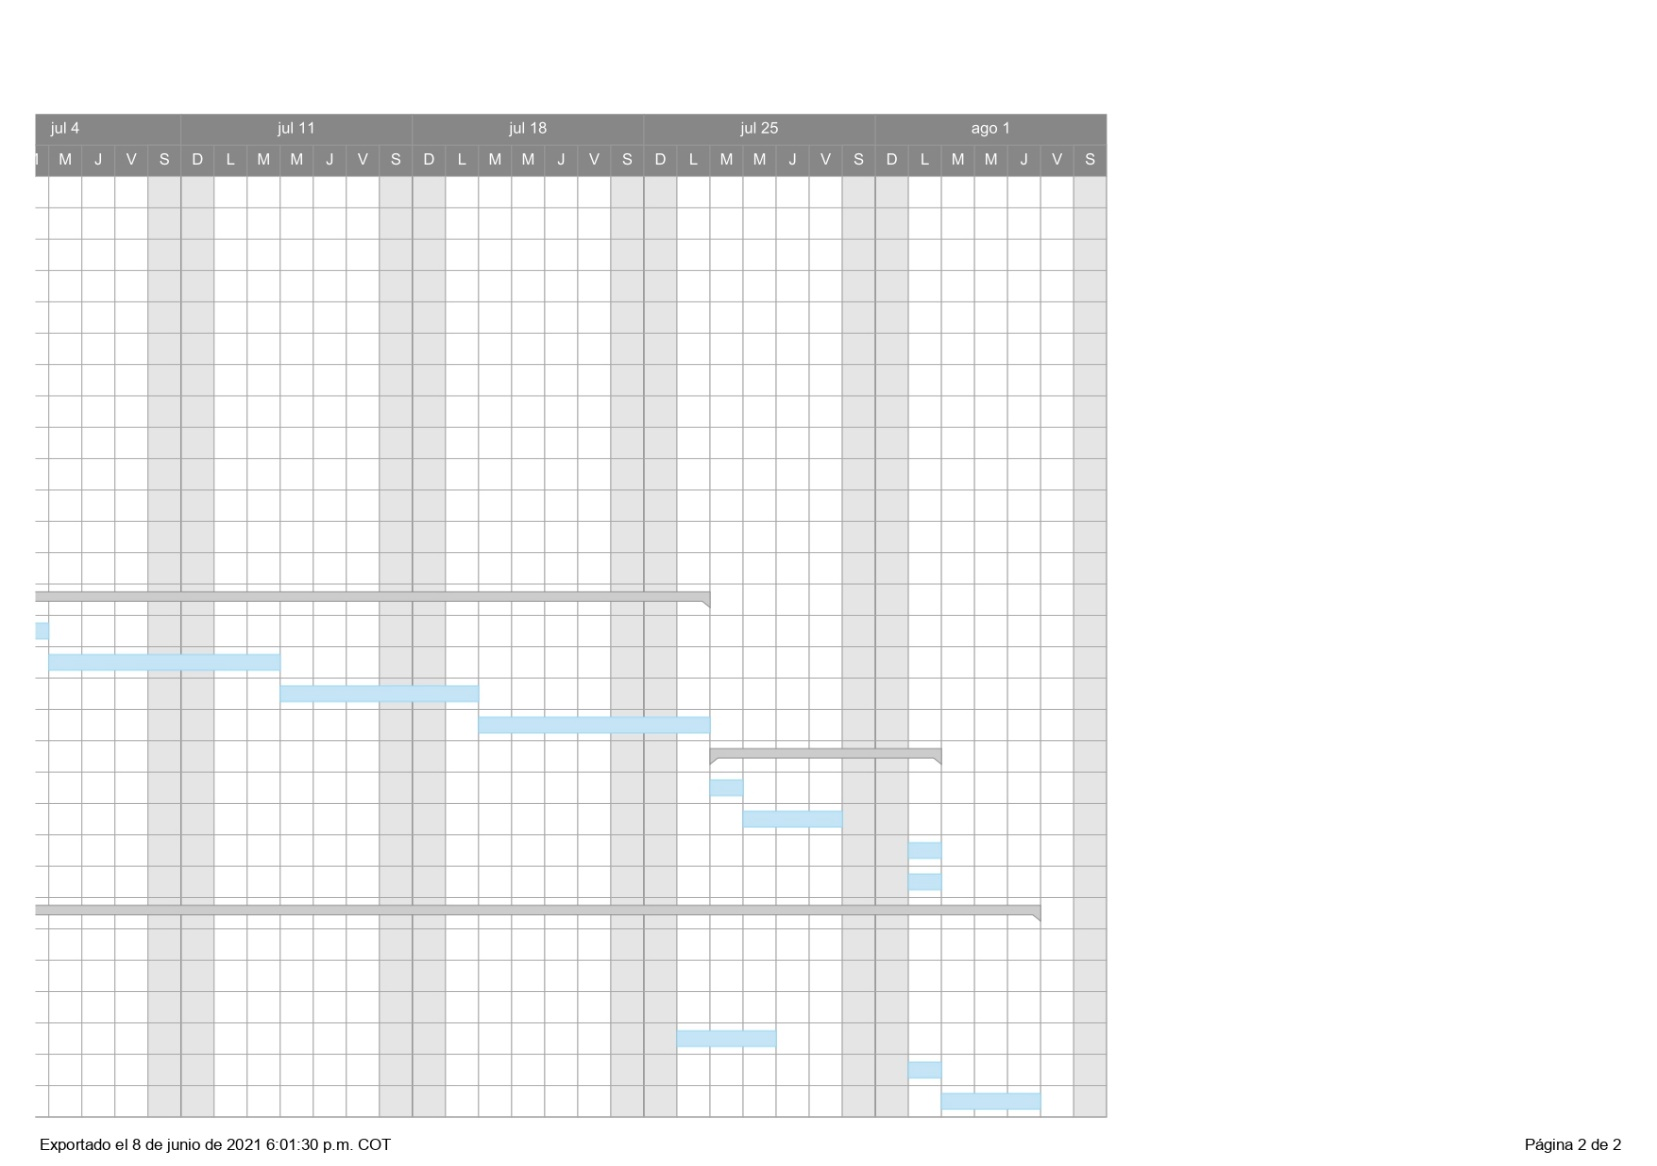 jul 4 jul 11 jul 18 jul 25 ago 1
M J V S D L M M J V S D L M M J V S D L M M J V S D L M M J V S
Exportado el 8 de junio de 2021 6:01:30 p.m. COT
Página 2 de 2